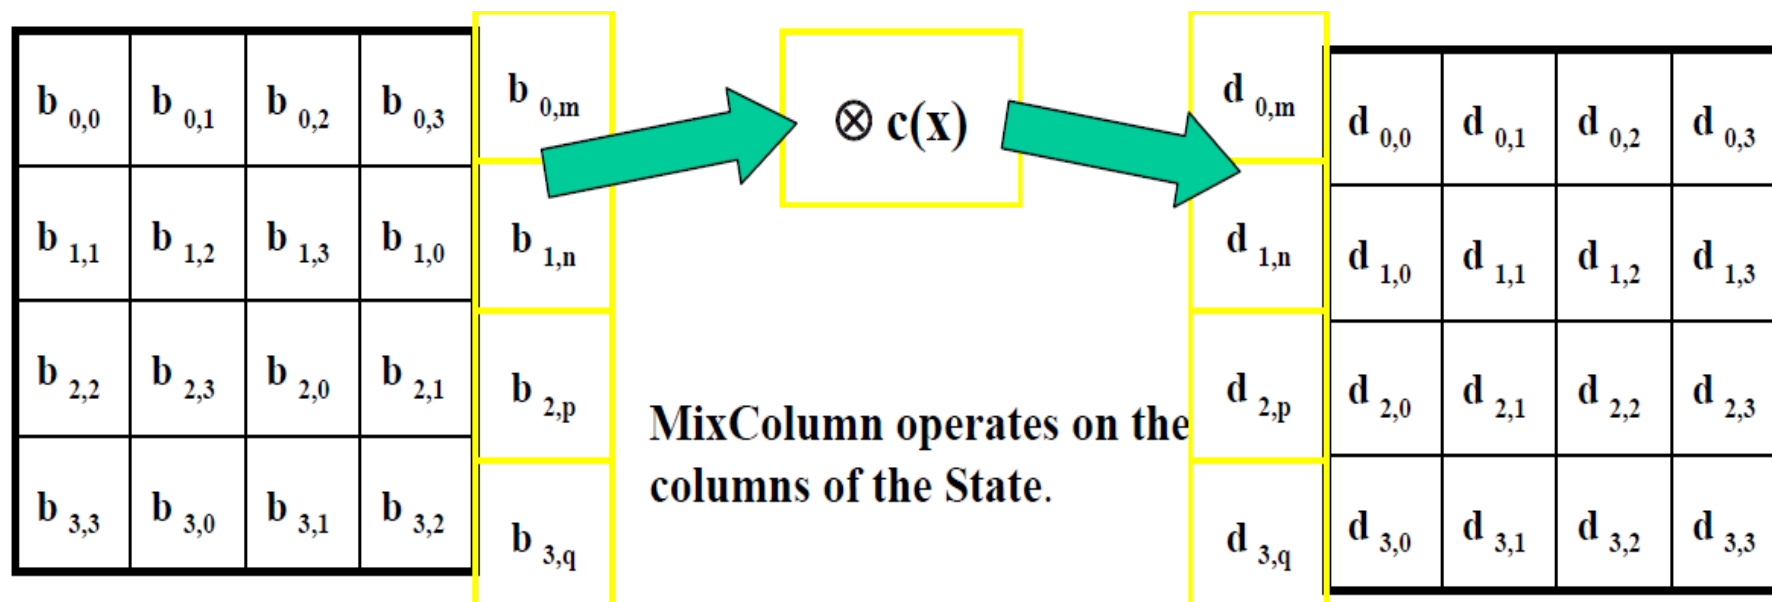 b 0,0 b 0,1 b 0,2 b 0,3
b 1,1 b 1,2 b 1,3 b 1,0
b 2,2 b 2,3 b 2,0 b 2,1
b 3,3 b 3,0 b 3,1 b 3,2
b 0,m
b 1,n
b 2,p
b 3,q
⊗ c(x)
MixColumn operates on the
columns of the State.
d 0,m
d 1,n
d 2,p
d 3,q
d 0,0 d 0,1 d 0,2 d 0,3
d 1,0 d 1,1 d 1,2 d 1,3
d 2,0 d 2,1 d 2,2 d 2,3
d 3,0 d 3,1 d 3,2 d 3,3